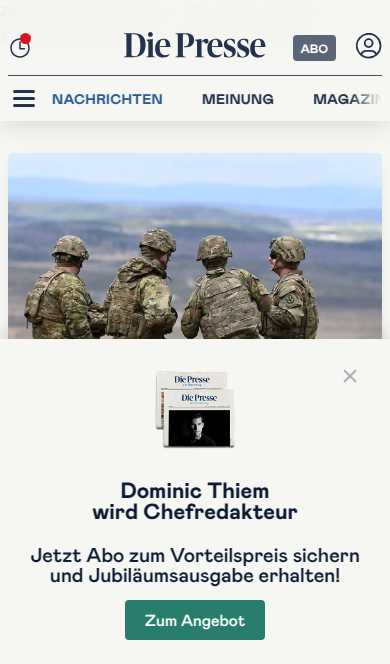 Die Presse
ABO
NACHRICHTEN MEINUNG MAGAZIN
Die Presse
Die Presse
Dominic Thiem
wird Chefredakteur
Jetzt Abo zum Vorteilspreis sichern
und Jubiläumsausgabe erhalten!
Zum Angebot